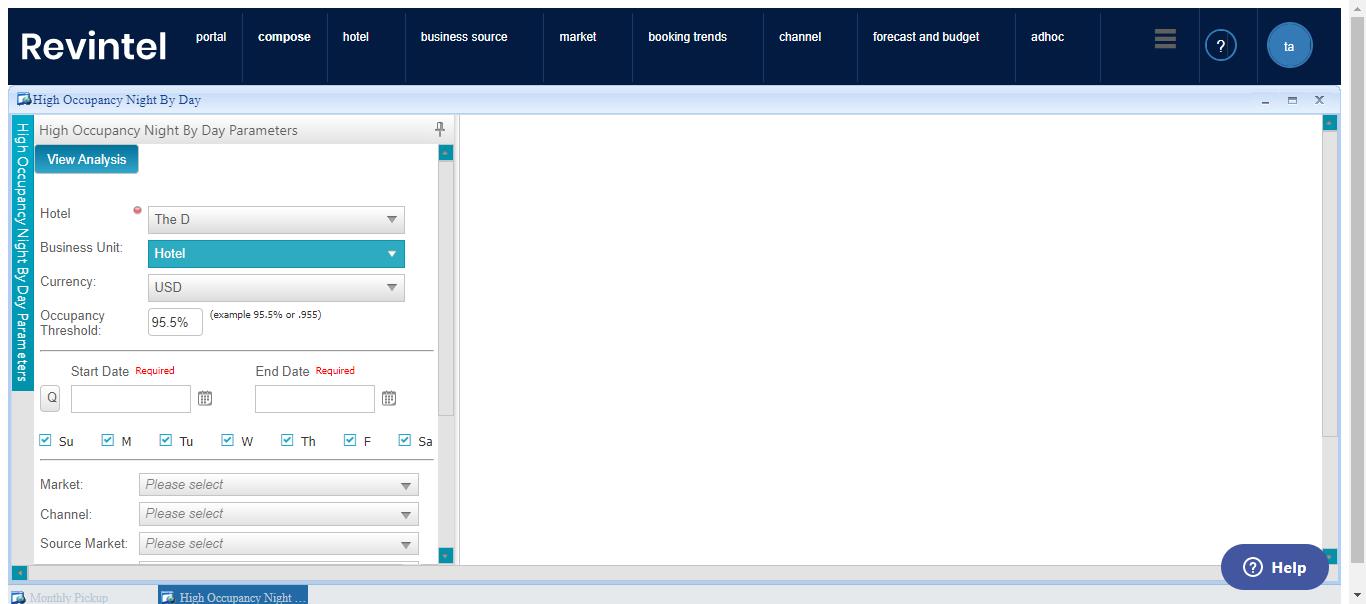 Revintel
portal
compose
hotel
business source
market
booking trends
channel
forecast and budget
adhoc
?
ta
High Occupancy Night By Day
High Occupancy Night By Day Parameters
High Occupancy Night By Day Parameters
View Analysis
Hotel
The D
Business Unit:
Hotel
Currency:
USD
Occupancy
Threshold:
95.5%
(example 95.5% or .955)
Start Date Required
End Date Required
Q
Su M Tu W Th F Sa
Market:
Please select
Channel:
Please select
Source Market:
Please select
? Help
Monthly Pickup
High Occupancy Night ...